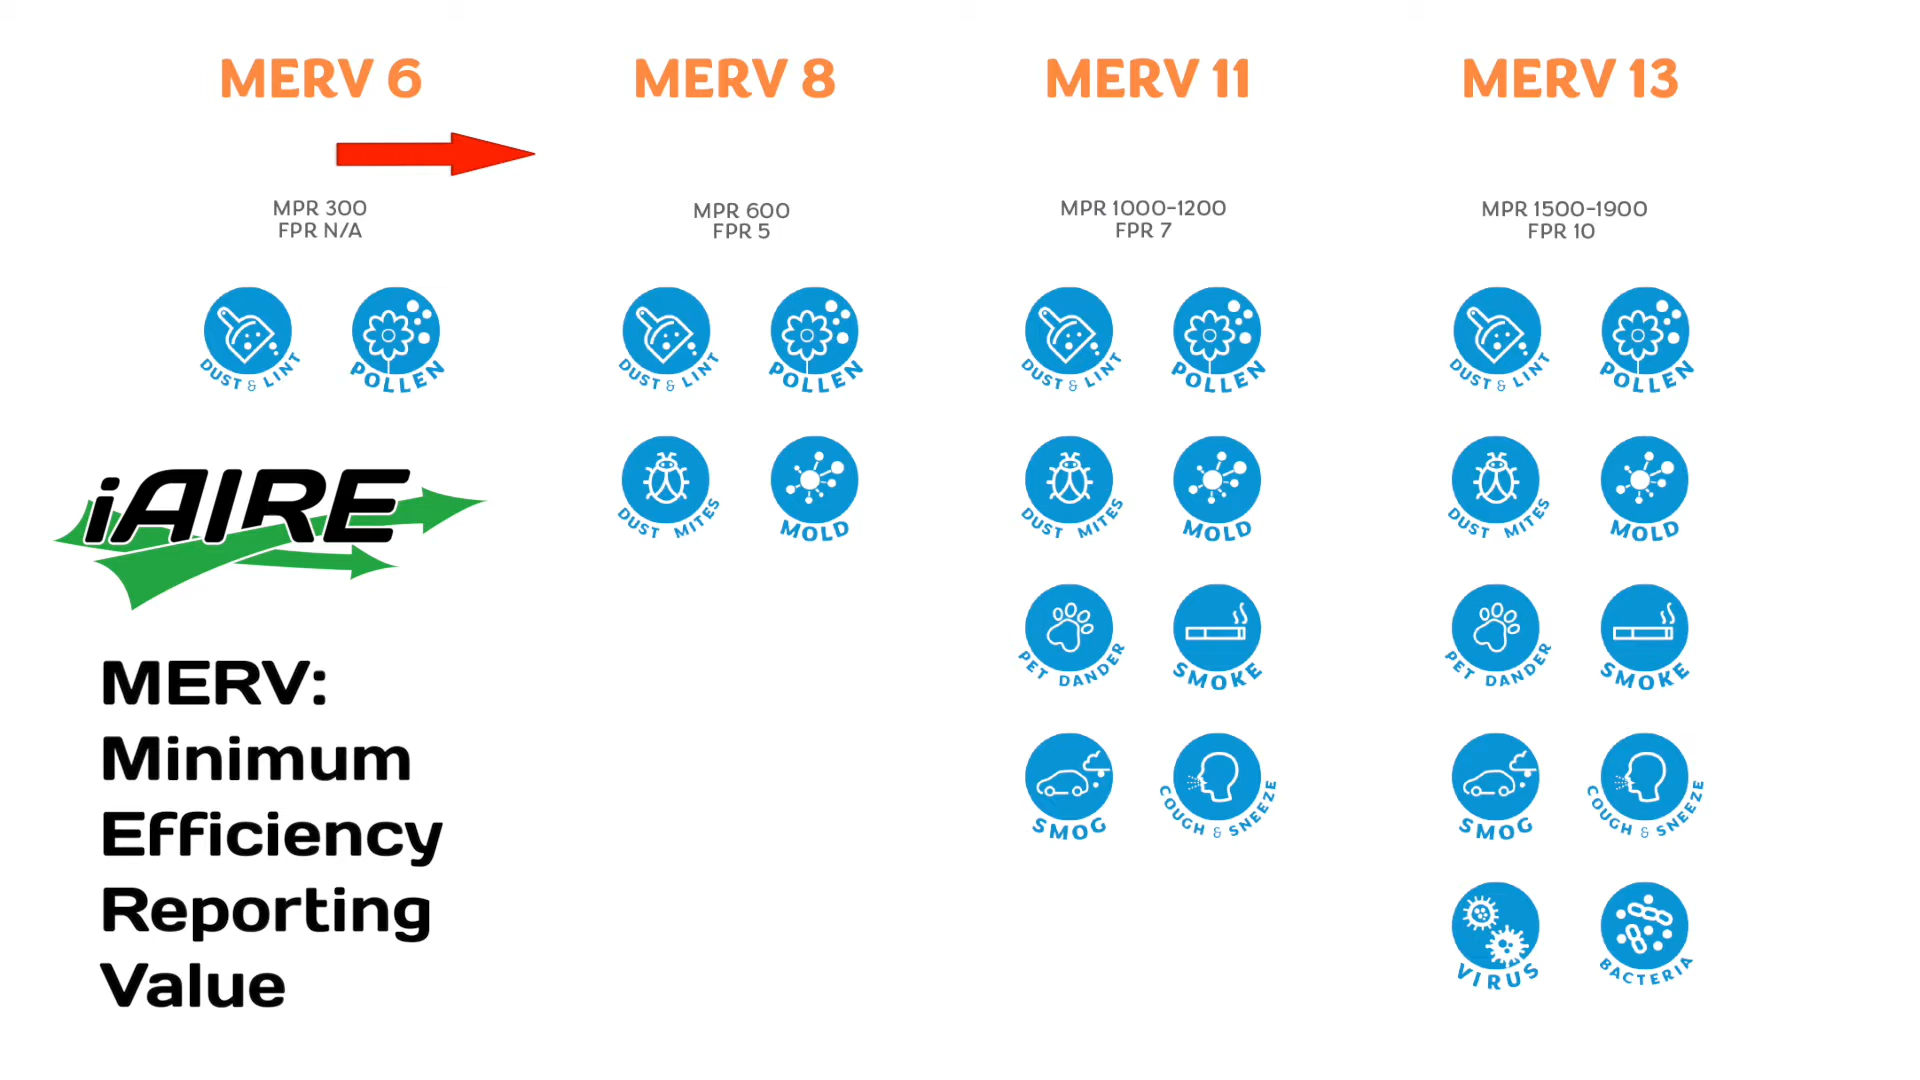 MERV 6
MERV 8
MERV 11
MERV 13
MPR 300
FPR N/A
MPR 600
FPR 5
MPR 1000-1200
FPR 7
MPR 1500-1900
FPR 10
DUST & LINT
POLLEN
DUST & LINT
POLLEN
DUST & LINT
POLLEN
DUST & LINT
POLLEN
iAIRE
DUST MITES
MOLD
DUST MITES
MOLD
DUST MITES
MOLD
PET DANDER
SMOKE
PET DANDER
SMOKE
SMOG
COUGH & SNEEZE
SMOG
COUGH & SNEEZE
VIRUS
BACTERIA
MERV:
Minimum
Efficiency
Reporting
Value